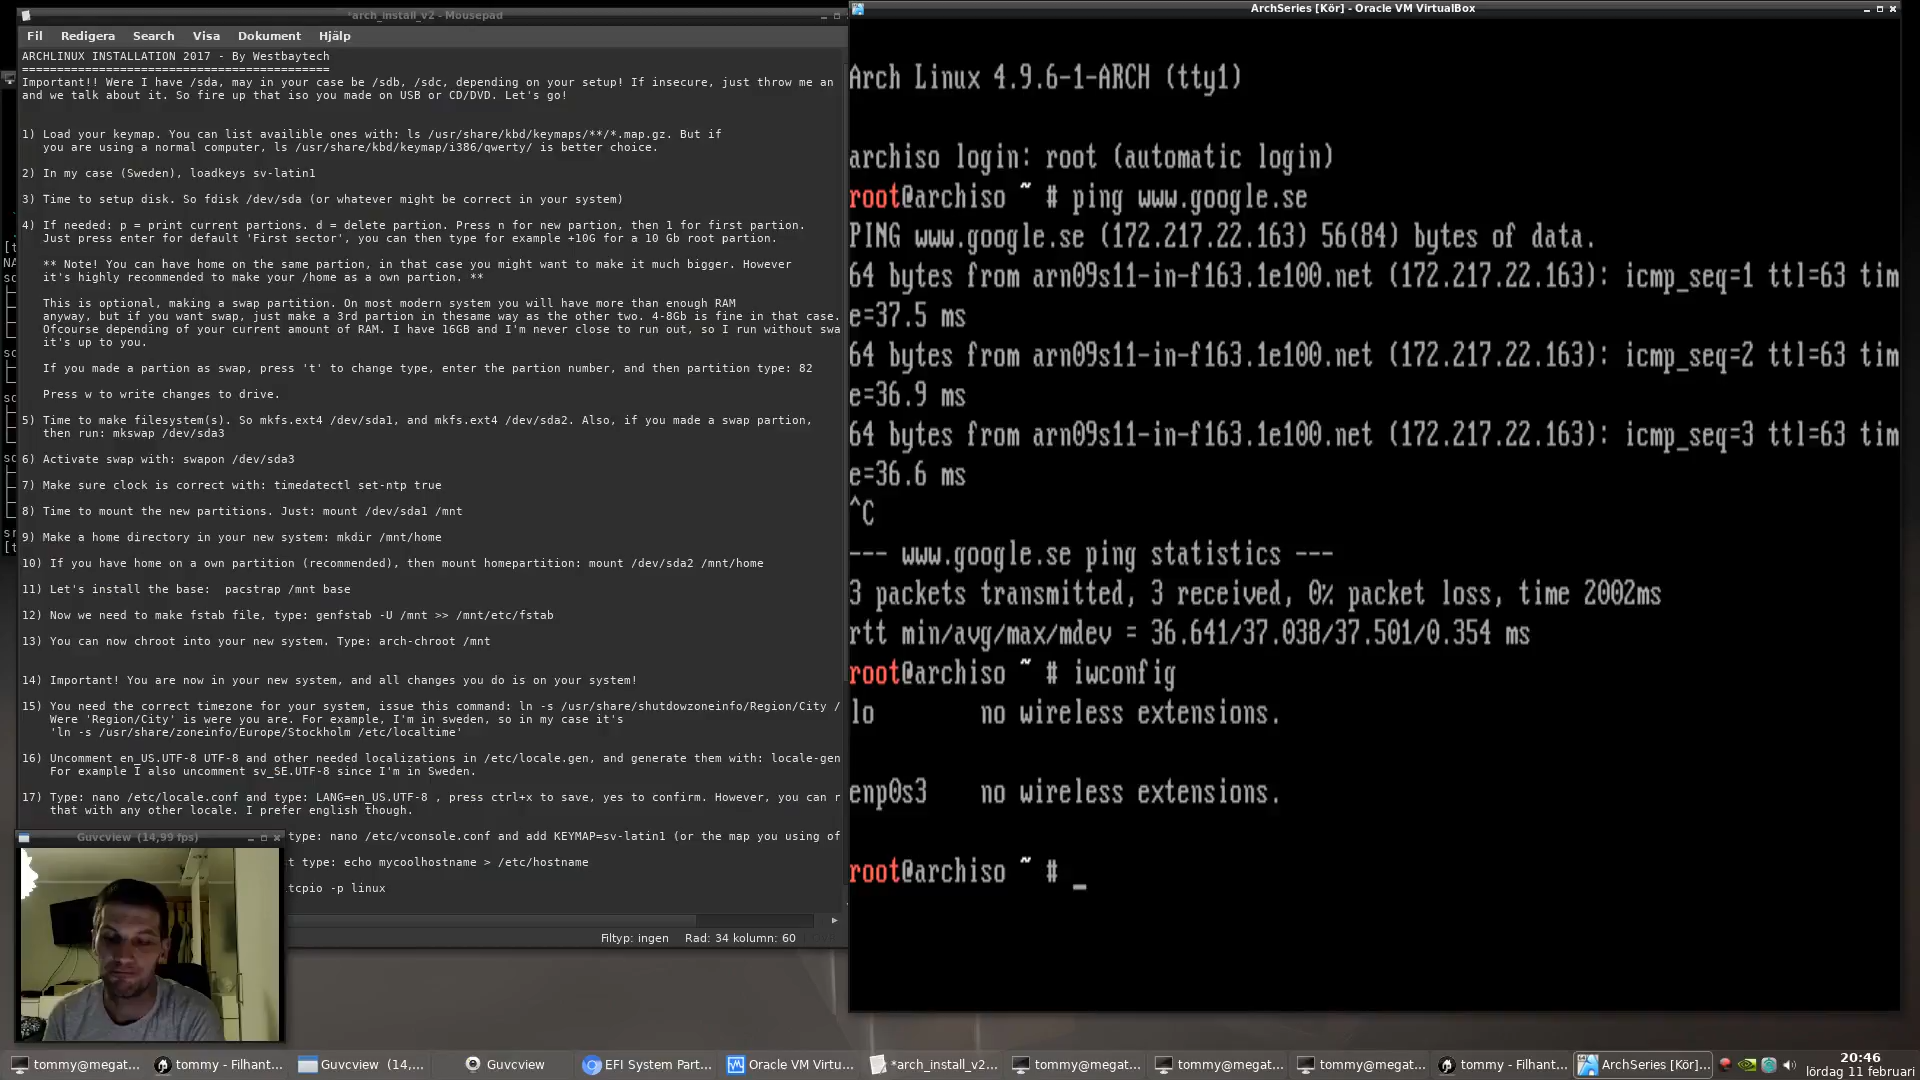 *arch_install_v2 - Mousepad
Fil Redigera Search Visa Dokument Hjälp
ARCHLINUX INSTALLATION 2017 - By Westbaytech
============================================
Important!! Were I have /sda, may in your case be /sdb, /sdc, depending on your setup! If insecure, just throw me an
and we talk about it. So fire up that iso you made on USB or CD/DVD. Let's go!
1) Load your keymap. You can list availible ones with: ls /usr/share/kbd/keymaps/**/*.map.gz. But if
you are using a normal computer, ls /usr/share/kbd/keymap/i386/qwerty/ is better choice.
2) In my case (Sweden), loadkeys sv-latin1
3) Time to setup disk. So fdisk /dev/sda (or whatever might be correct in your system)
4) If needed: p = print current partions. d = delete partion. Press n for new partion, then 1 for first partion.
Just press enter for default 'First sector', you can then type for example +10G for a 10 Gb root partion.
** Note! You can have home on the same partion, in that case you might want to make it much bigger. However
it's highly recommended to make your /home as a own partion. **
This is optional, making a swap partition. On most modern system you will have more than enough RAM
anyway, but if you want swap, just make a 3rd partion in thesame way as the other two. 4-8Gb is fine in that case.
Ofcourse depending of your current amount of RAM. I have 16GB and I'm never close to run out, so I run without swa
it's up to you.
If you made a partion as swap, press 't' to change type, enter the partion number, and then partition type: 82
Press w to write changes to drive.
5) Time to make filesystem(s). So mkfs.ext4 /dev/sda1, and mkfs.ext4 /dev/sda2. Also, if you made a swap partion,
then run: mkswap /dev/sda3
6) Activate swap with: swapon /dev/sda3
7) Make sure clock is correct with: timedatectl set-ntp true
8) Time to mount the new partitions. Just: mount /dev/sda1 /mnt
9) Make a home directory in your new system: mkdir /mnt/home
10) If you have home on a own partition (recommended), then mount homepartition: mount /dev/sda2 /mnt/home
11) Let's install the base:  pacstrap /mnt base
12) Now we need to make fstab file, type: genfstab -U /mnt >> /mnt/etc/fstab
13) You can now chroot into your new system. Type: arch-chroot /mnt
14) Important! You are now in your new system, and all changes you do is on your system!
15) You need the correct timezone for your system, issue this command: ln -s /usr/share/shutdowzoneinfo/Region/City /
Were 'Region/City' is were you are. For example, I'm in sweden, so in my case it's
'ln -s /usr/share/zoneinfo/Europe/Stockholm /etc/localtime'
16) Uncomment en_US.UTF-8 UTF-8 and other needed localizations in /etc/locale.gen, and generate them with: locale-gen
For example I also uncomment sv_SE.UTF-8 since I'm in Sweden.
17) Type: nano /etc/locale.conf and type: LANG=en_US.UTF-8 , press ctrl+x to save, yes to confirm. However, you can r
that with any other locale. I prefer english though.
type: nano /etc/vconsole.conf and add KEYMAP=sv-latin1 (or the map you using of
t type: echo mycoolhostname > /etc/hostname
tcpio -p linux
Filtyp: ingen Rad: 34 kolumn: 60
Guvcview (14,99 fps)
ArchSeries [Kör] - Oracle VM VirtualBox
Arch Linux 4.9.6-1-ARCH (tty1)
archiso login: root (automatic login)
root@archiso ~ # ping www.google.se
PING www.google.se (172.217.22.163) 56(84) bytes of data.
64 bytes from arn09s11-in-f163.1e100.net (172.217.22.163): icmp_seq=1 ttl=63 tim
e=37.5 ms
64 bytes from arn09s11-in-f163.1e100.net (172.217.22.163): icmp_seq=2 ttl=63 tim
e=36.9 ms
64 bytes from arn09s11-in-f163.1e100.net (172.217.22.163): icmp_seq=3 ttl=63 tim
e=36.6 ms
^C
--- www.google.se ping statistics ---
3 packets transmitted, 3 received, 0% packet loss, time 2002ms
rtt min/avg/max/mdev = 36.641/37.038/37.501/0.354 ms
root@archiso ~ # iwconfig
lo        no wireless extensions.
enp0s3    no wireless extensions.
root@archiso ~ # _
tommy@megat... tommy - Filhant... Guvcview (14,... Guvcview EFI System Part... Oracle VM Virtu... *arch_install_v2... tommy@megat... tommy@megat... tommy@megat... tommy - Filhant... ArchSeries [Kör]...
20:46
lördag 11 februari